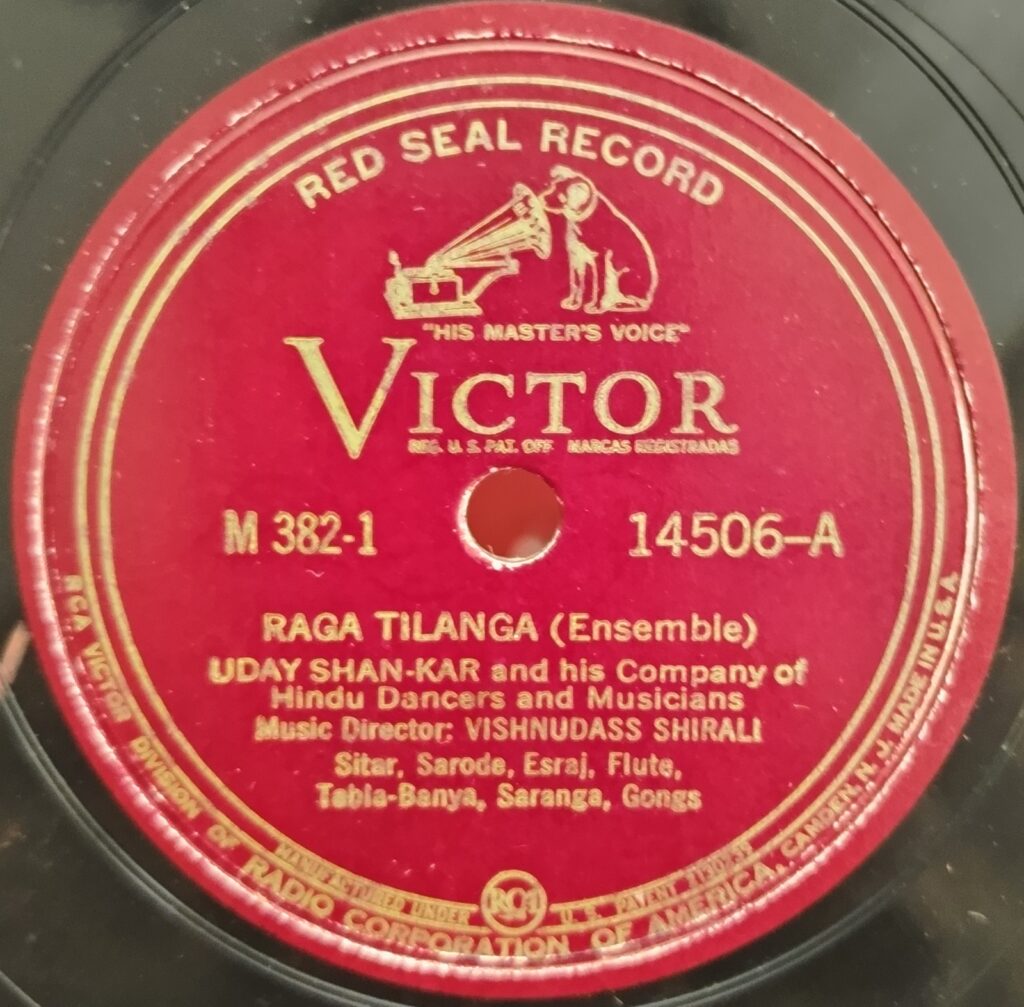 RED SEAL RECORD
"HIS MASTER'S VOICE"
VICTOR
REG. U. S. PAT. OFF MARCAS REGISTRADAS
M 382-1
14506-A
RAGA TILANGA (Ensemble)
UDAY SHAN-KAR and his Company of
Hindu Dancers and Musicians
Music Director: VISHNUDASS SHIRALI
Sitar, Sarode, Esraj, Flute,
Tabla-Banya, Saranga, Gongs
MANUFACTURED UNDER RCA U. S. PATENT
RCA VICTOR DIVISION OF RADIO CORPORATION OF AMERICA, CAMDEN, N. J. MADE IN U.S.A.